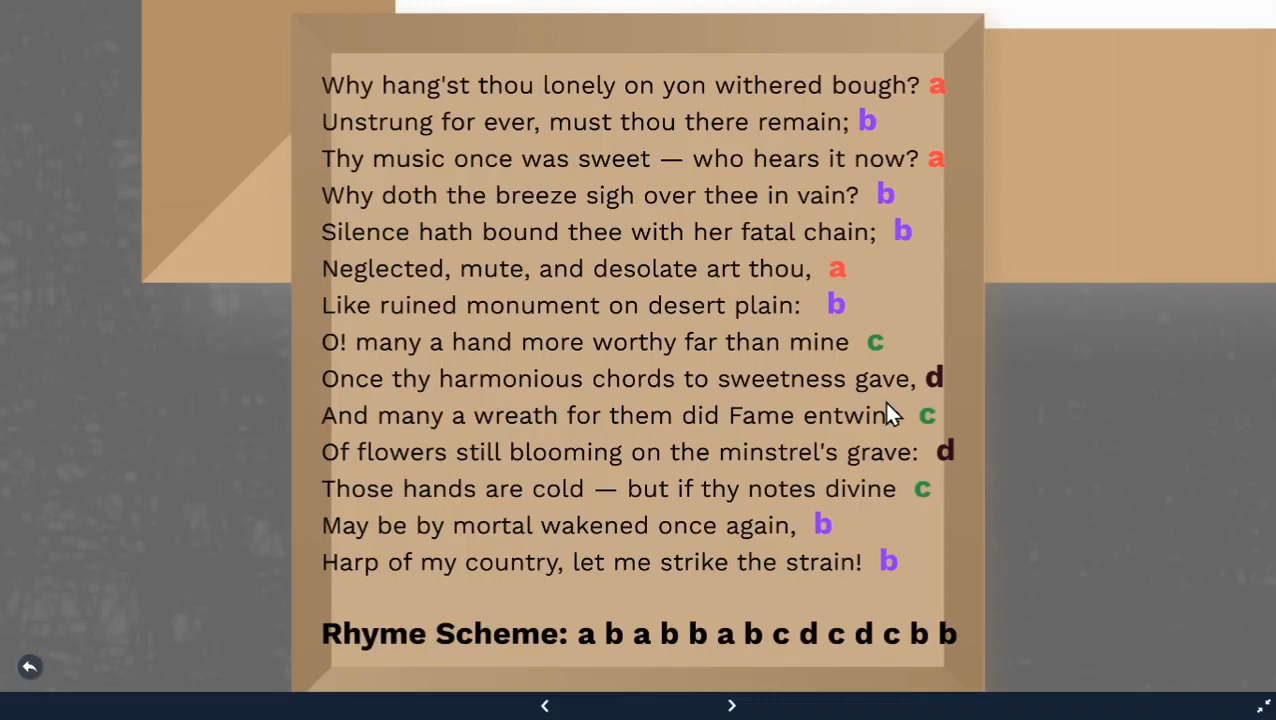 Why hang'st thou lonely on yon withered bough? a
Unstrung for ever, must thou there remain; b
Thy music once was sweet — who hears it now? a
Why doth the breeze sigh over thee in vain? b
Silence hath bound thee with her fatal chain; b
Neglected, mute, and desolate art thou, a
Like ruined monument on desert plain: b
O! many a hand more worthy far than mine c
Once thy harmonious chords to sweetness gave, d
And many a wreath for them did Fame c
Of flowers still blooming on the minstrel's grave: d
Those hands are cold — but if thy notes divine c
May be by mortal wakened once again, b
Harp of my country, let me strike the strain! b
Rhyme Scheme: a b a b b a b c d c d c b b